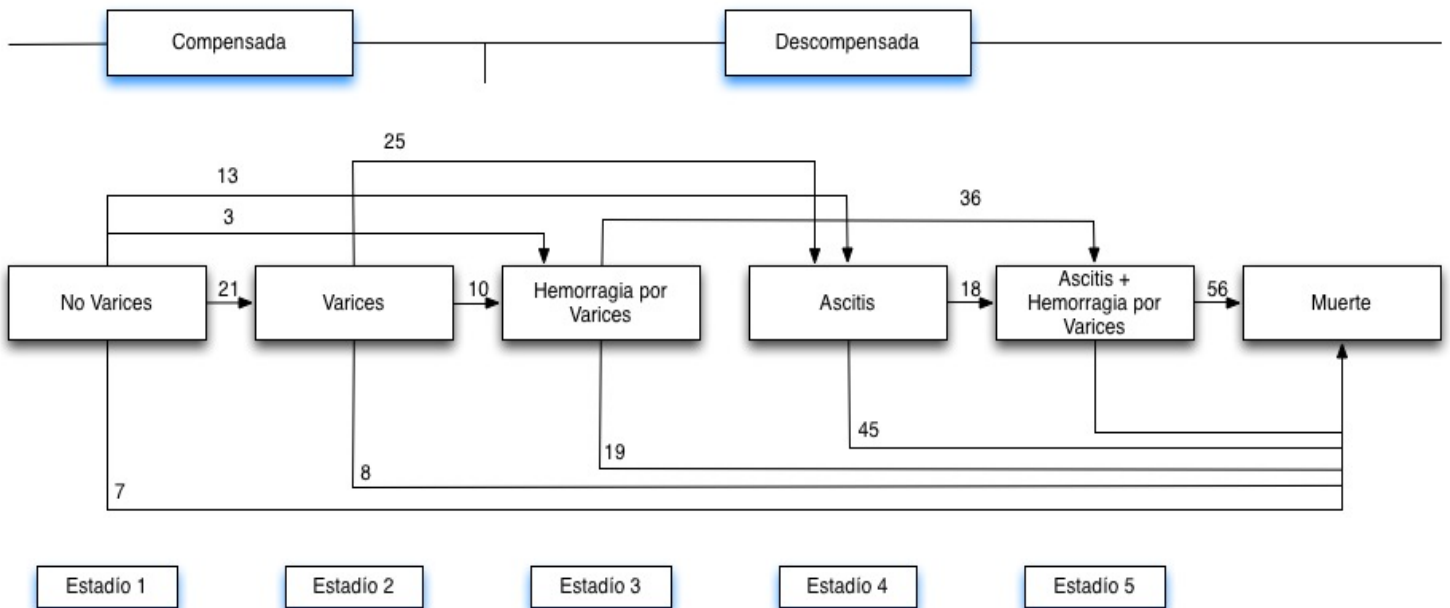 Compensada
Descompensada
25
13
3
36
No Varices
21
Varices
10
Hemorragia por
Varices
Ascitis
18
Ascitis +
Hemorragia por
Varices
56
Muerte
45
19
8
7
Estadío 1
Estadío 2
Estadío 3
Estadío 4
Estadío 5